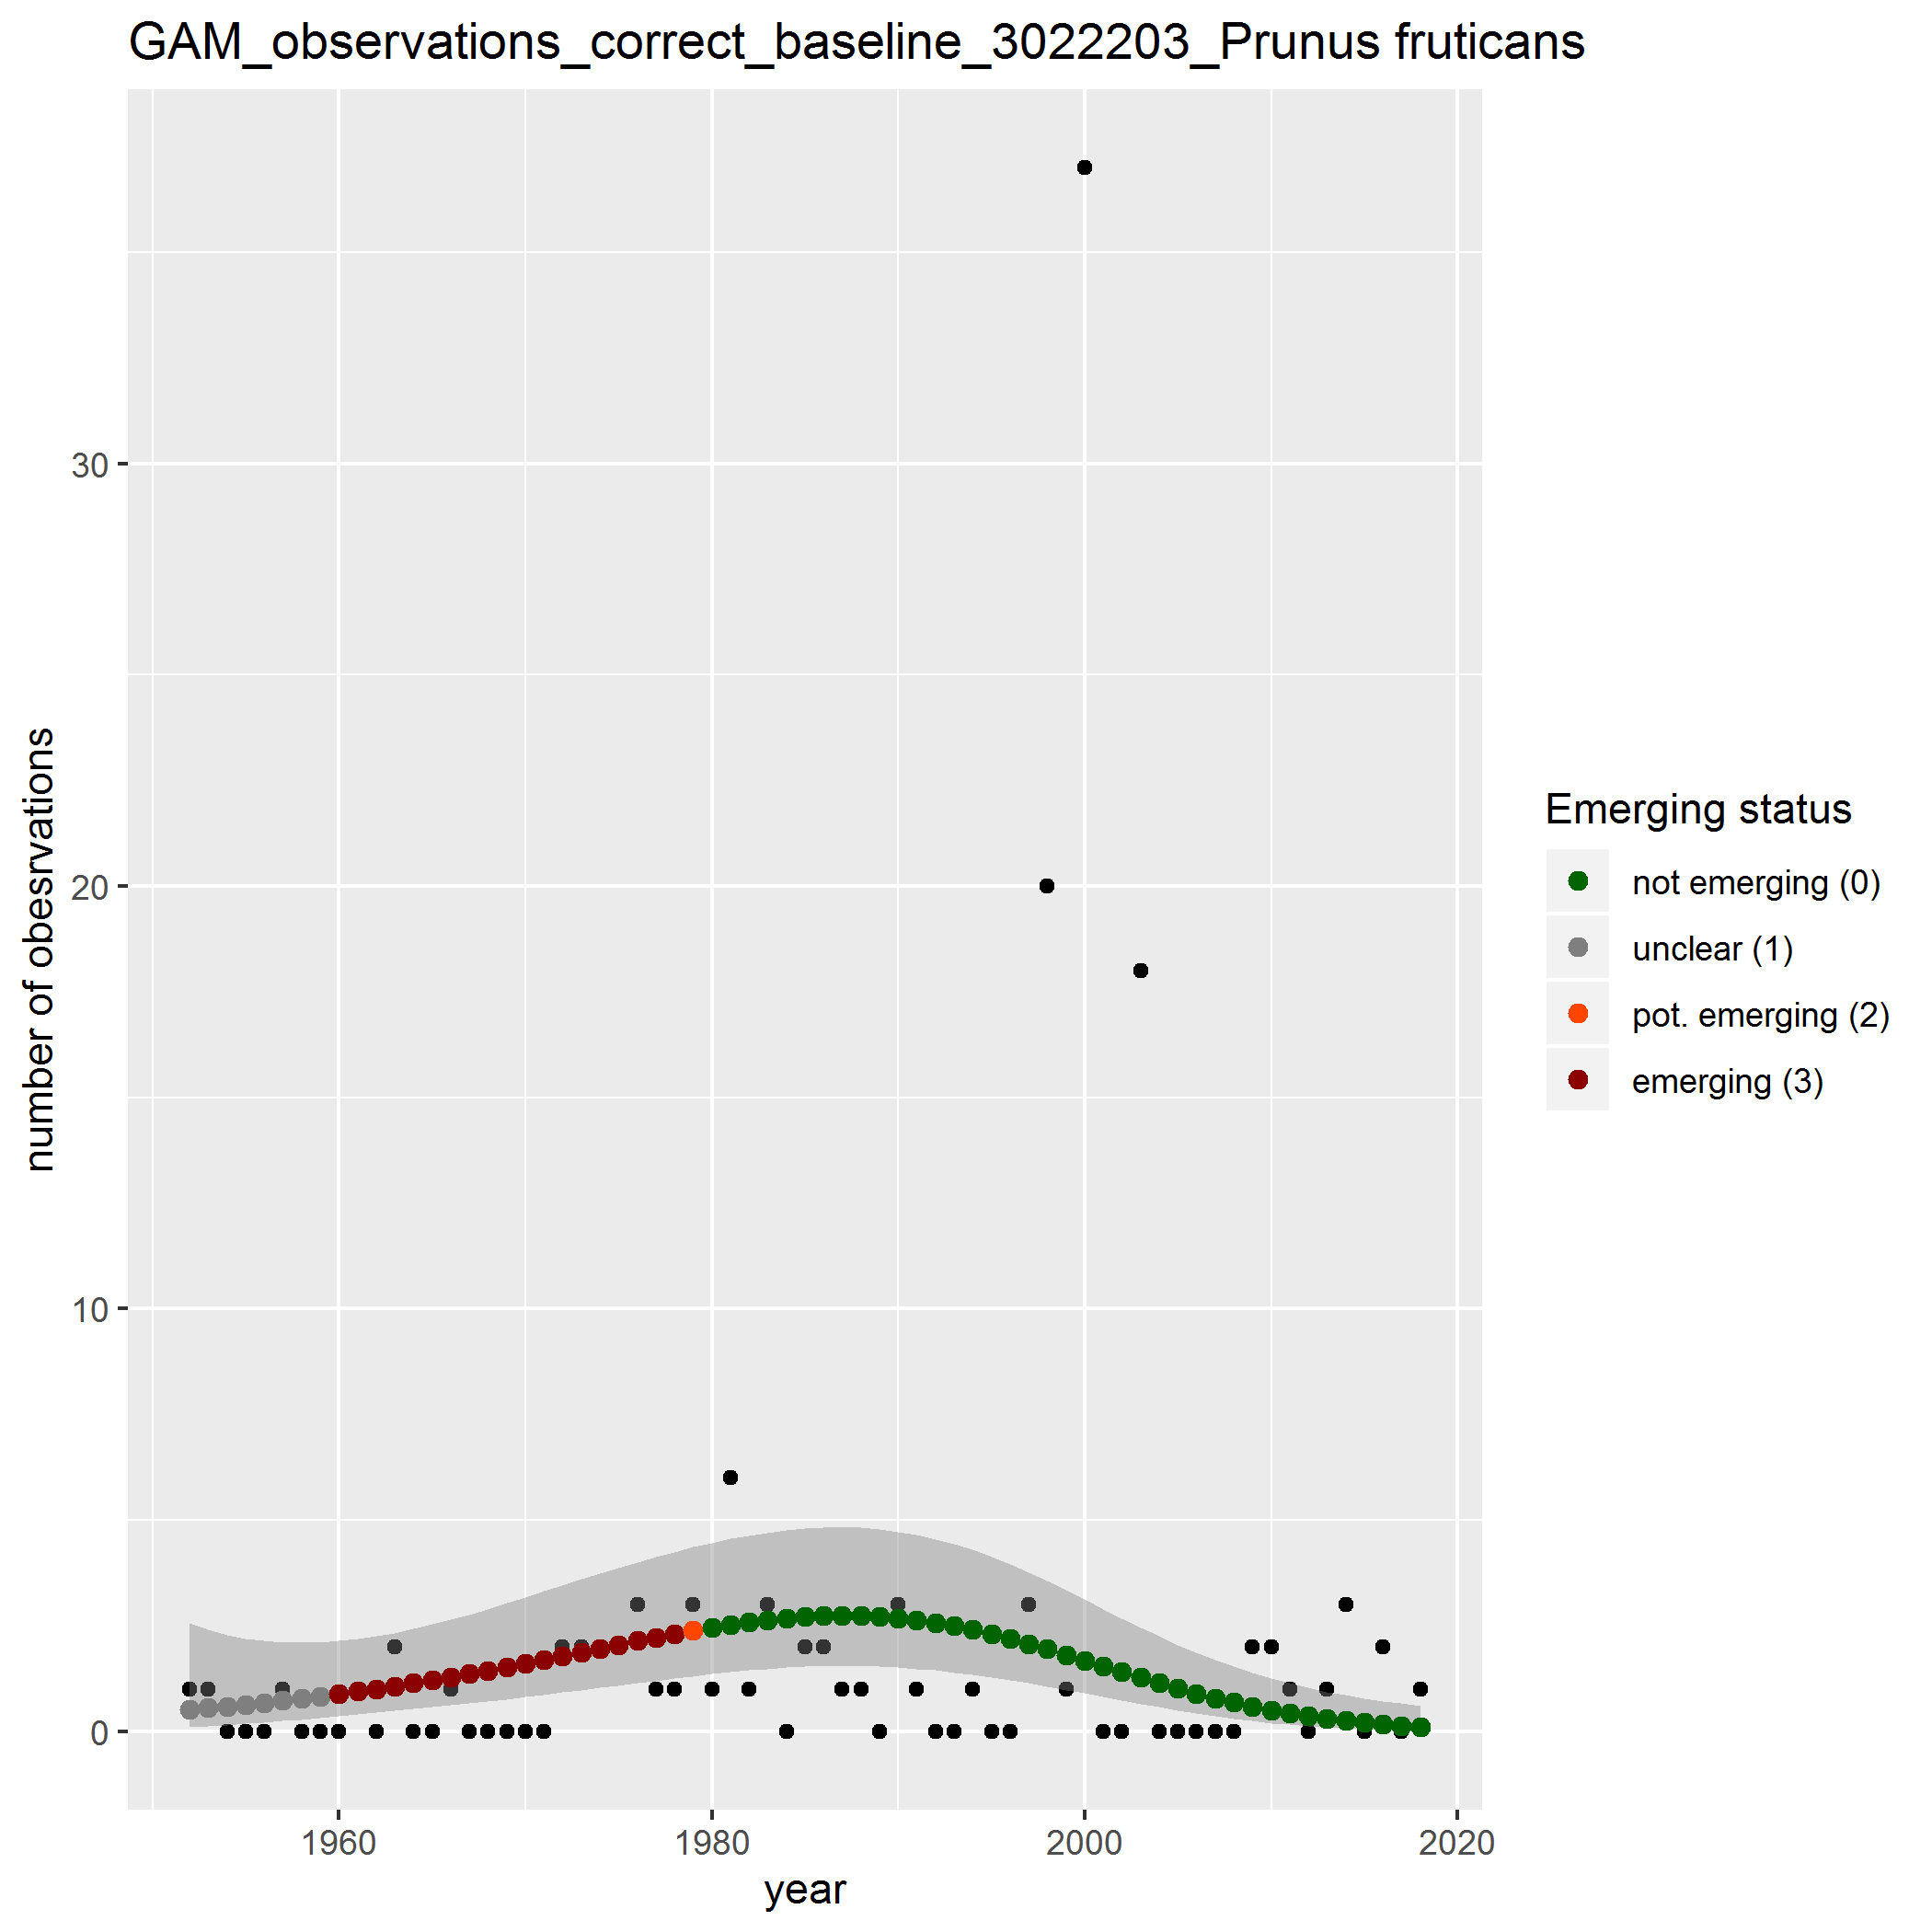 GAM_observations_correct_baseline_3022203_Prunus fruticans
30
20
10
0
number of obesrvations
1960
1980
2000
2020
year
Emerging status
not emerging (0)
unclear (1)
pot. emerging (2)
emerging (3)